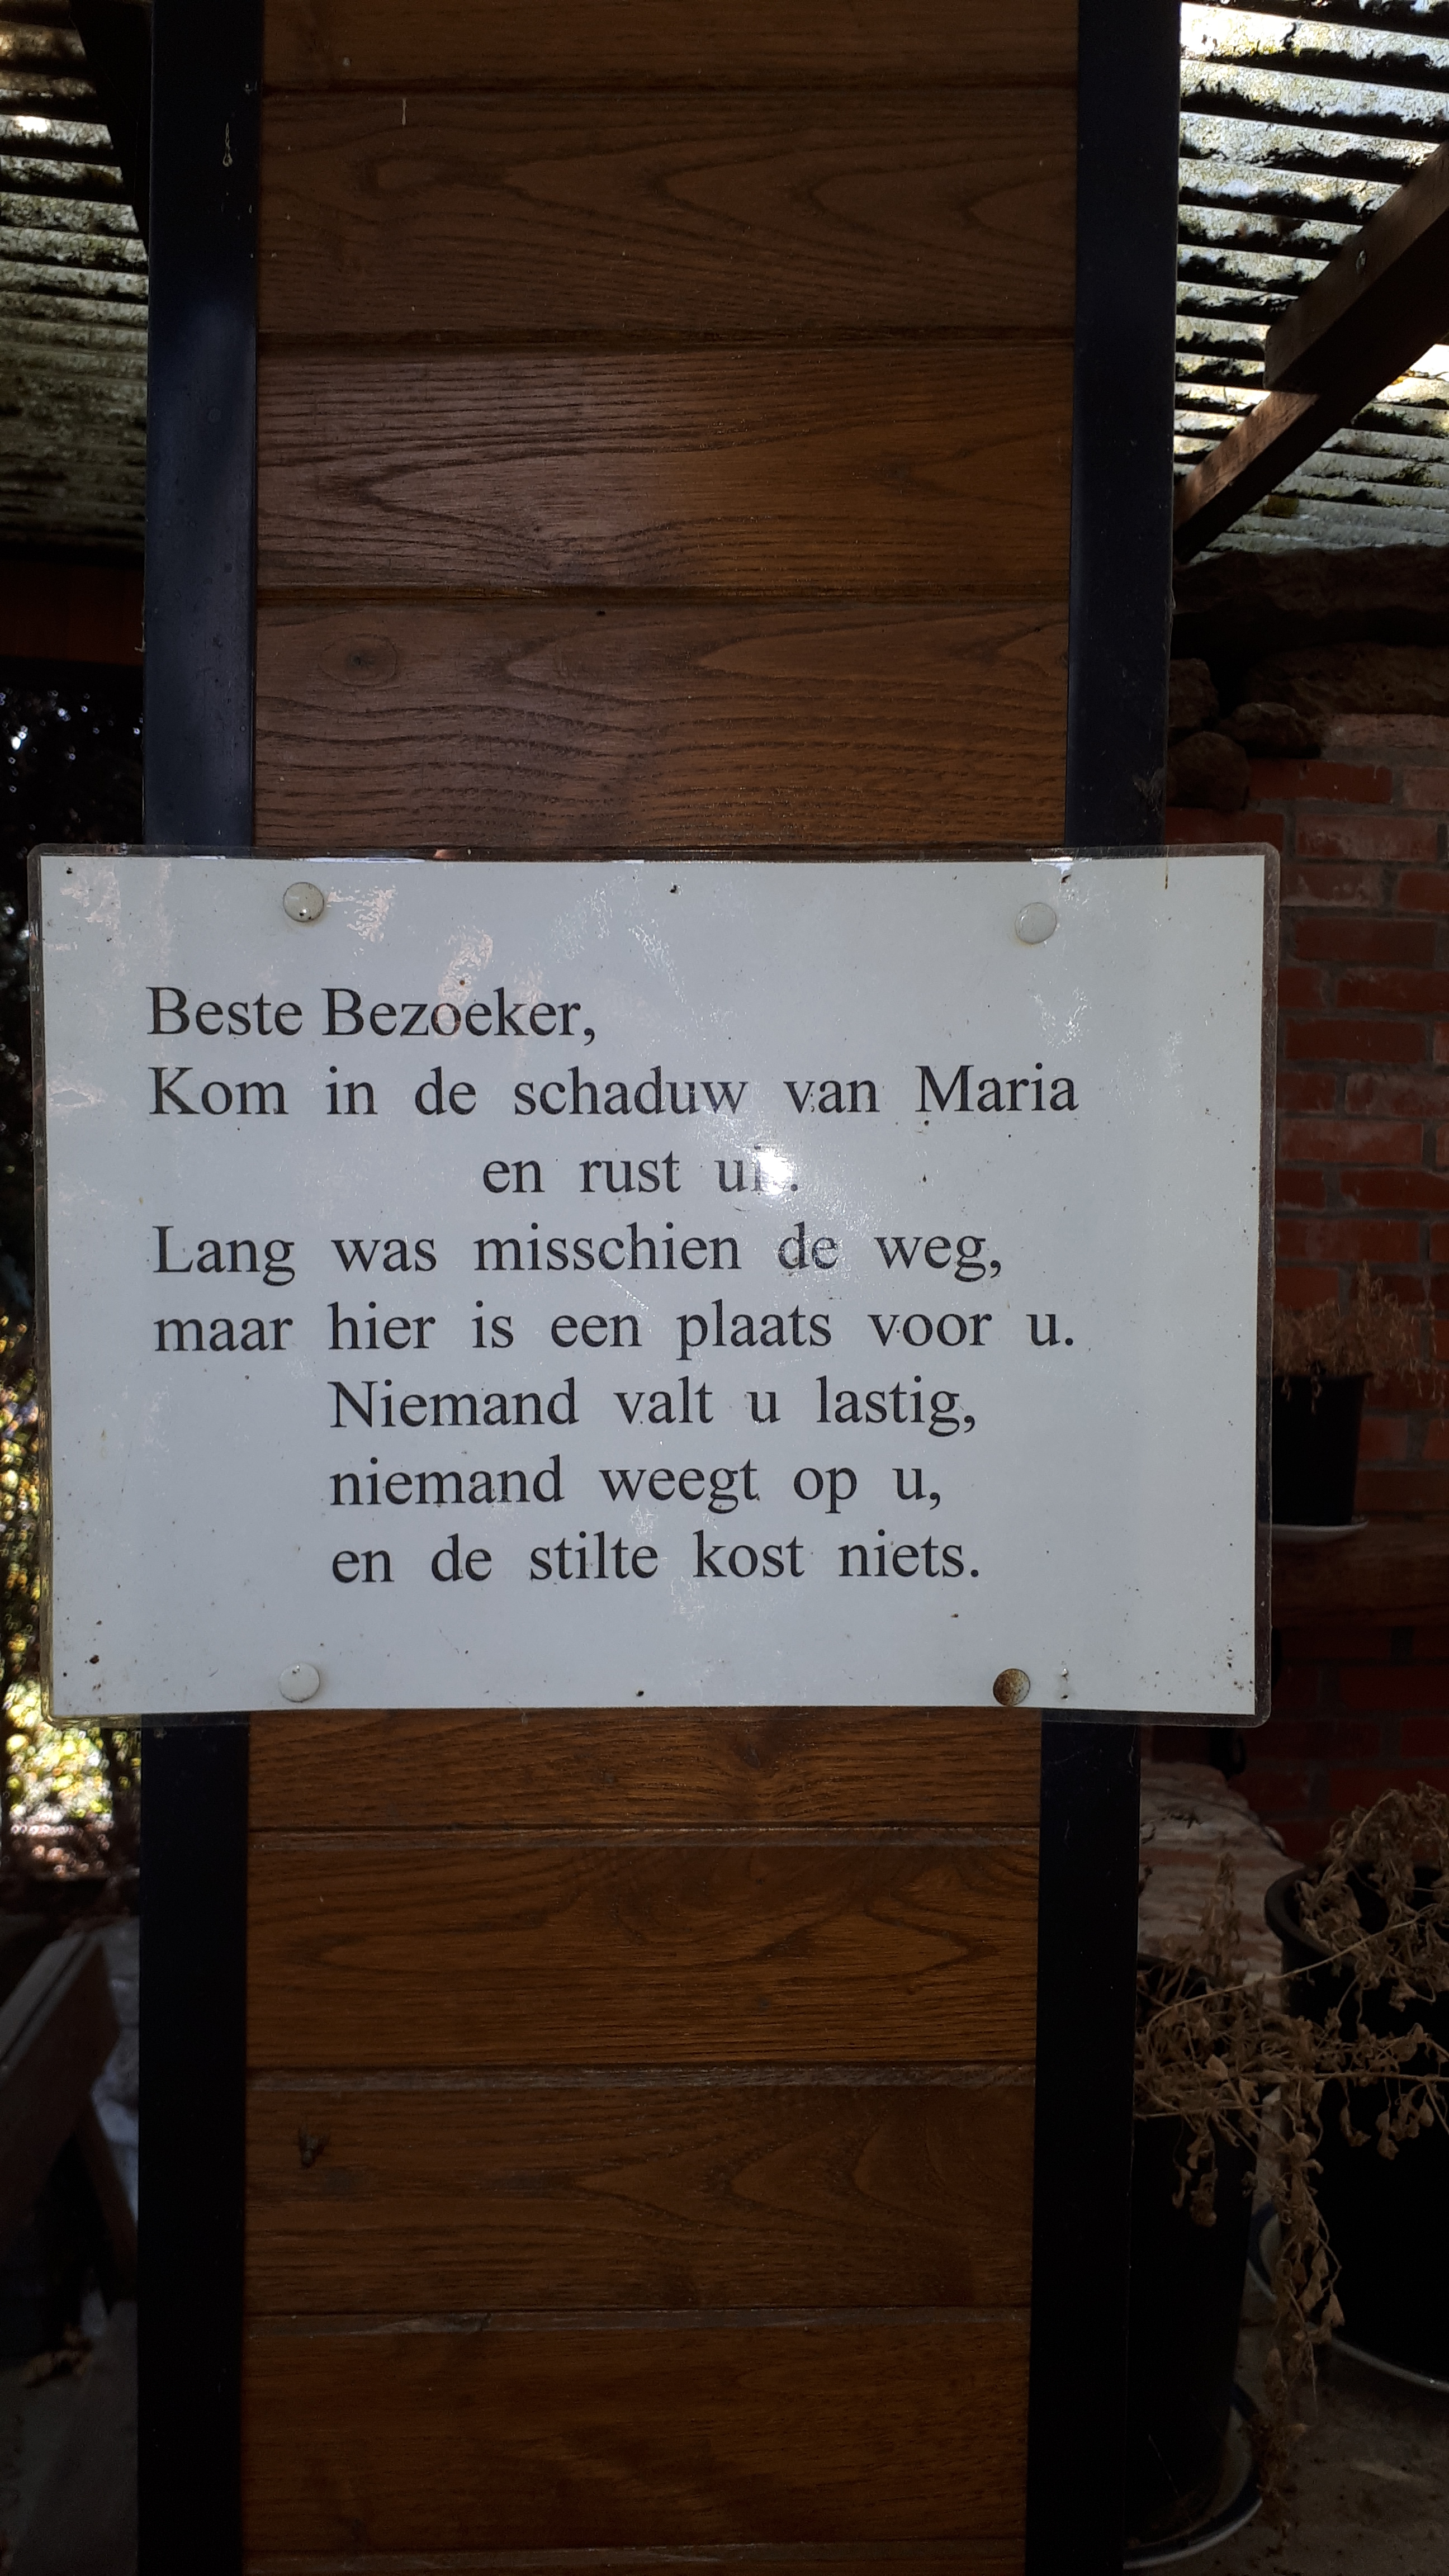 Beste Bezoeker,
Kom in de schaduw van Maria
en rust uit.
Lang was misschien de weg,
maar hier is een plaats voor u.
Niemand valt u lastig,
niemand weegt op u,
en de stilte kost niets.